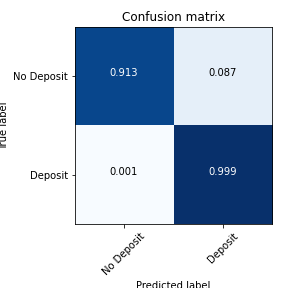 Confusion matrix
No Deposit
0.913
0.087
True label
Deposit
0.001
0.999
No Deposit
Deposit
Predicted label